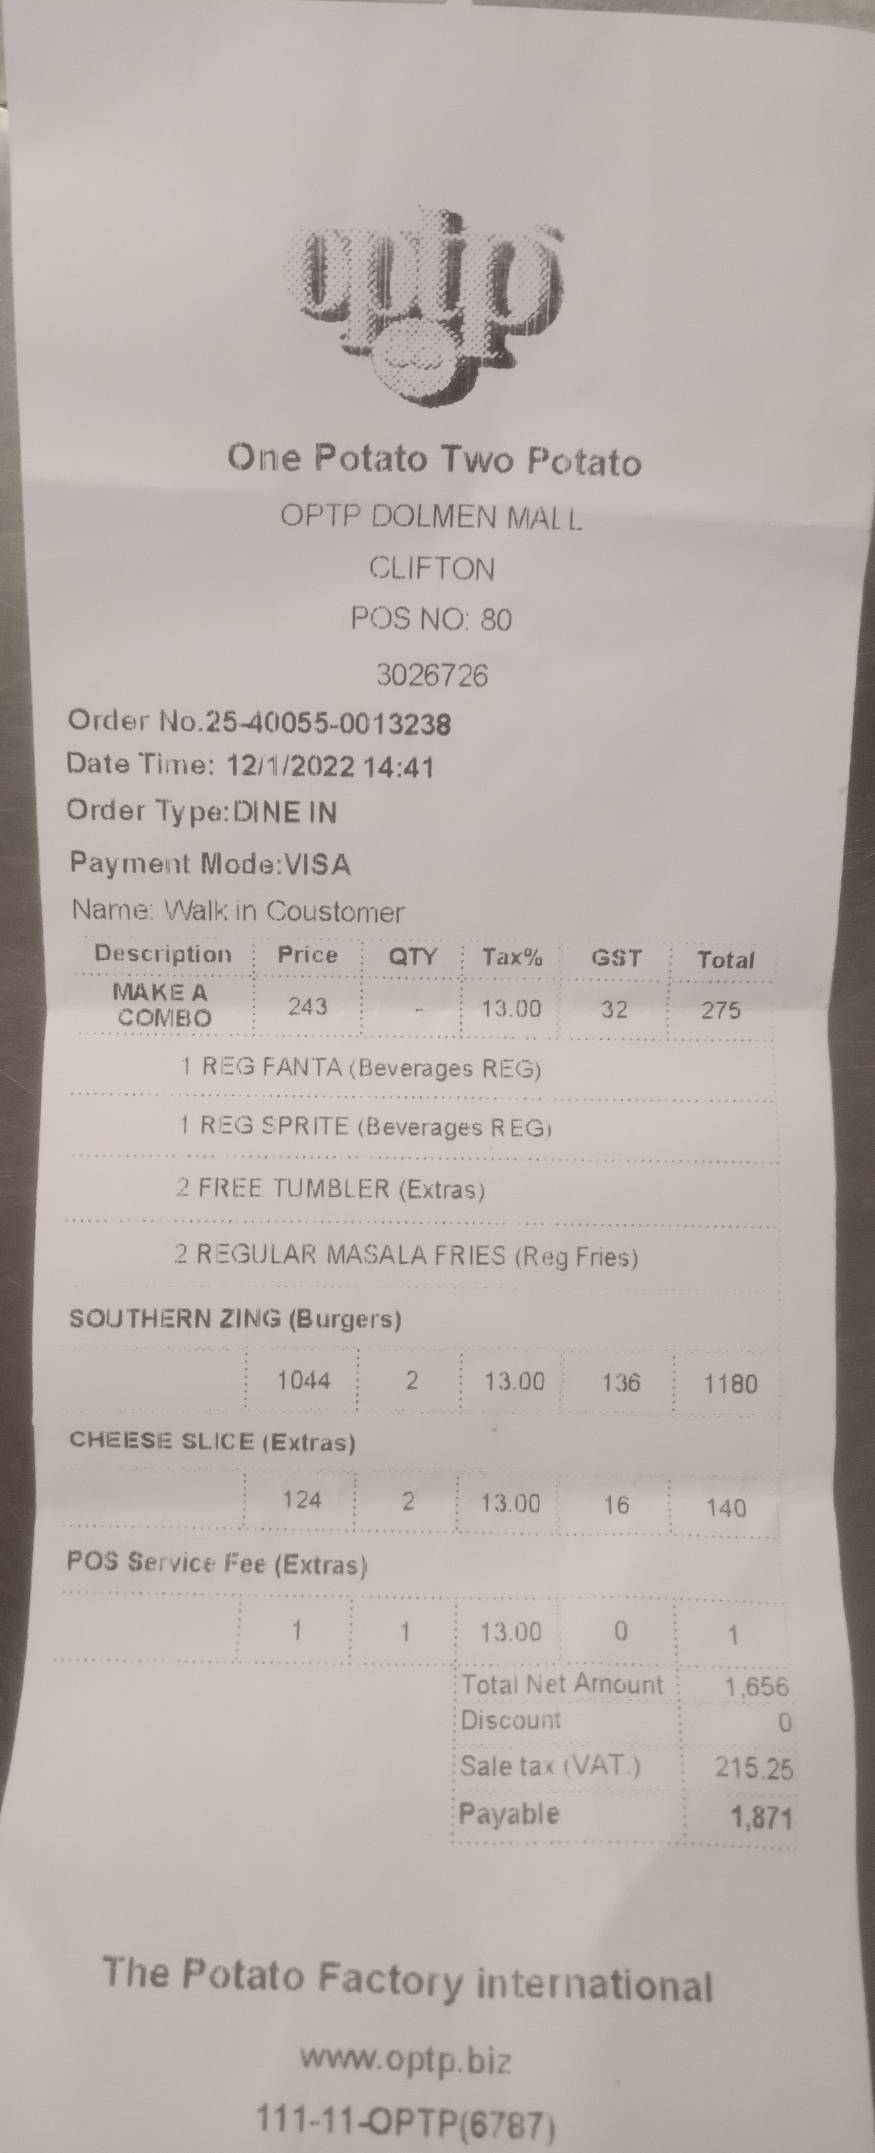 optp
One Potato Two Potato
OPTP DOLMEN MALL
CLIFTON
POS NO: 80
3026726
Order No.25-40055-0013238
Date Time: 12/1/2022 14:41
Order Type:DINE IN
Payment Mode:VISA
Name: Walk in Coustomer
Description Price QTY Tax% GST Total
MAKE A COMBO 243 - 13.00 32 275
1 REG FANTA (Beverages REG)
1 REG SPRITE (Beverages REG)
2 FREE TUMBLER (Extras)
2 REGULAR MASALA FRIES (Reg Fries)
SOUTHERN ZING (Burgers)
1044 2 13.00 136 1180
CHEESE SLICE (Extras)
124 2 13.00 16 140
POS Service Fee (Extras)
1 1 13.00 0 1
Total Net Amount 1,656
Discount 0
Sale tax (VAT.) 215.25
Payable 1,871
The Potato Factory international
www.optp.biz
111-11-OPTP(6787)